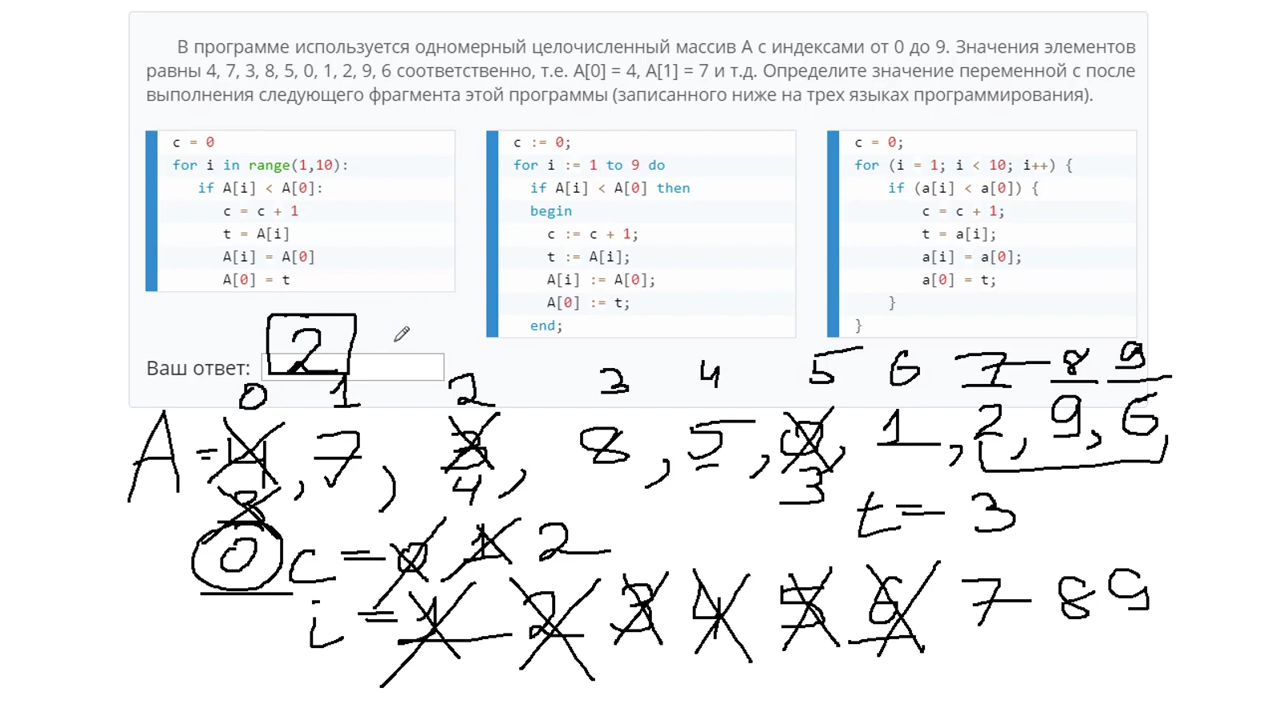 В программе используется одномерный целочисленный массив A с индексами от 0 до 9. Значения элементов
равны 4, 7, 3, 8, 5, 0, 1, 2, 9, 6 соответственно, т.е. A[0] = 4, A[1] = 7 и т.д. Определите значение переменной c после
выполнения следующего фрагмента этой программы (записанного ниже на трех языках программирования).
c = 0
for i in range(1,10):
if A[i] < A[0]:
c = c + 1
t = A[i]
A[i] = A[0]
A[0] = t
c := 0;
for i := 1 to 9 do
if A[i] < A[0] then
begin
c := c + 1;
t := A[i];
A[i] := A[0];
A[0] := t;
end;
c = 0;
for (i = 1; i < 10; i++) {
if (a[i] < a[0]) {
c = c + 1;
t = a[i];
a[i] = a[0];
a[0] = t;
}
}
Ваш ответ: 2
0 1 2 3 4 5 6 7 8 9
A = 4, 7, 3, 8, 5, 0, 1, 2, 9, 6,
3 4 3
t = 3
0 c = 0 1 2
i = 1 2 3 4 5 6 7 8 9